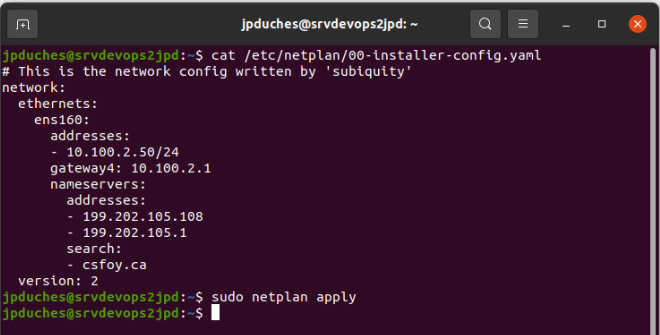 jpduches@srvdevops2jpd: ~
jpduches@srvdevops2jpd:~$ cat /etc/netplan/00-installer-config.yaml
# This is the network config written by 'subiquity'
network:
  ethernets:
    ens160:
      addresses:
      - 10.100.2.50/24
      gateway4: 10.100.2.1
      nameservers:
        addresses:
        - 199.202.105.108
        - 199.202.105.1
        search:
        - csfoy.ca
  version: 2
jpduches@srvdevops2jpd:~$ sudo netplan apply
jpduches@srvdevops2jpd:~$